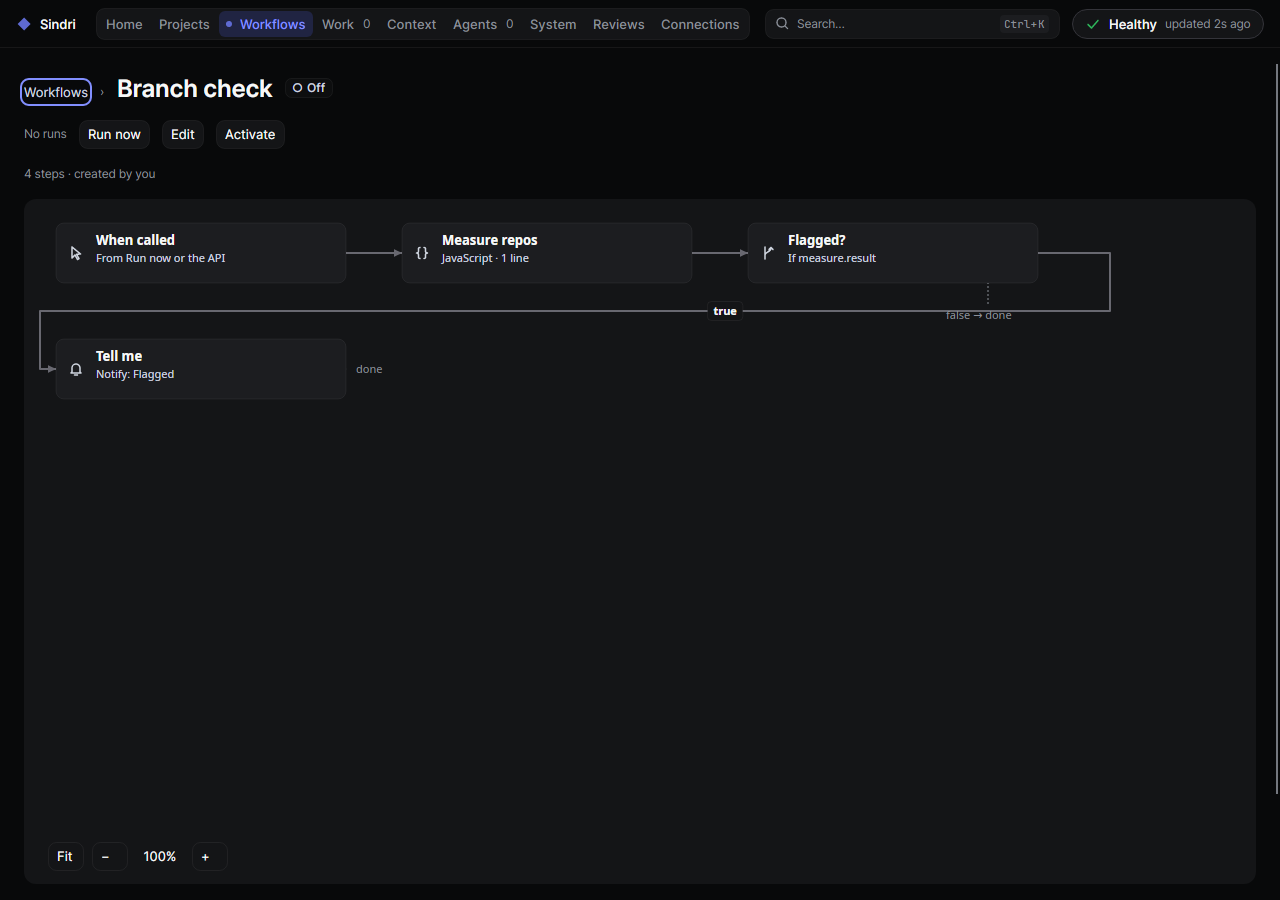 Sindri Home Projects Workflows Work 0 Context Agents 0 System Reviews Connections Search... Ctrl+K Healthy updated 2s ago
Workflows › Branch check Off
No runs Run now Edit Activate
4 steps · created by you
When called
From Run now or the API
Measure repos
JavaScript · 1 line
Flagged?
If measure.result
true
false → done
Tell me
Notify: Flagged
done
Fit − 100% +